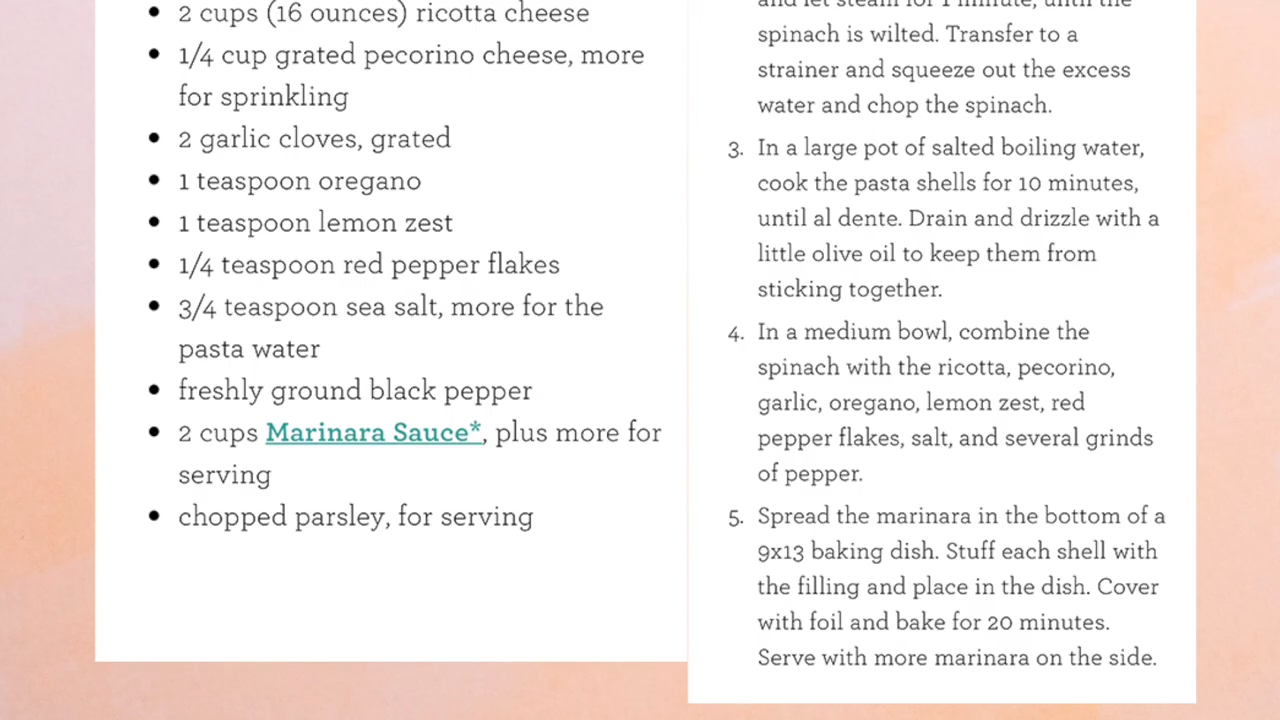 2 cups (16 ounces) ricotta cheese
1/4 cup grated pecorino cheese, more
for sprinkling
2 garlic cloves, grated
1 teaspoon oregano
1 teaspoon lemon zest
1/4 teaspoon red pepper flakes
3/4 teaspoon sea salt, more for the
pasta water
freshly ground black pepper
2 cups Marinara Sauce*, plus more for
serving
chopped parsley, for serving
and let steam for 1 minute, until the
spinach is wilted. Transfer to a
strainer and squeeze out the excess
water and chop the spinach.
3. In a large pot of salted boiling water,
cook the pasta shells for 10 minutes,
until al dente. Drain and drizzle with a
little olive oil to keep them from
sticking together.
4. In a medium bowl, combine the
spinach with the ricotta, pecorino,
garlic, oregano, lemon zest, red
pepper flakes, salt, and several grinds
of pepper.
5. Spread the marinara in the bottom of a
9x13 baking dish. Stuff each shell with
the filling and place in the dish. Cover
with foil and bake for 20 minutes.
Serve with more marinara on the side.